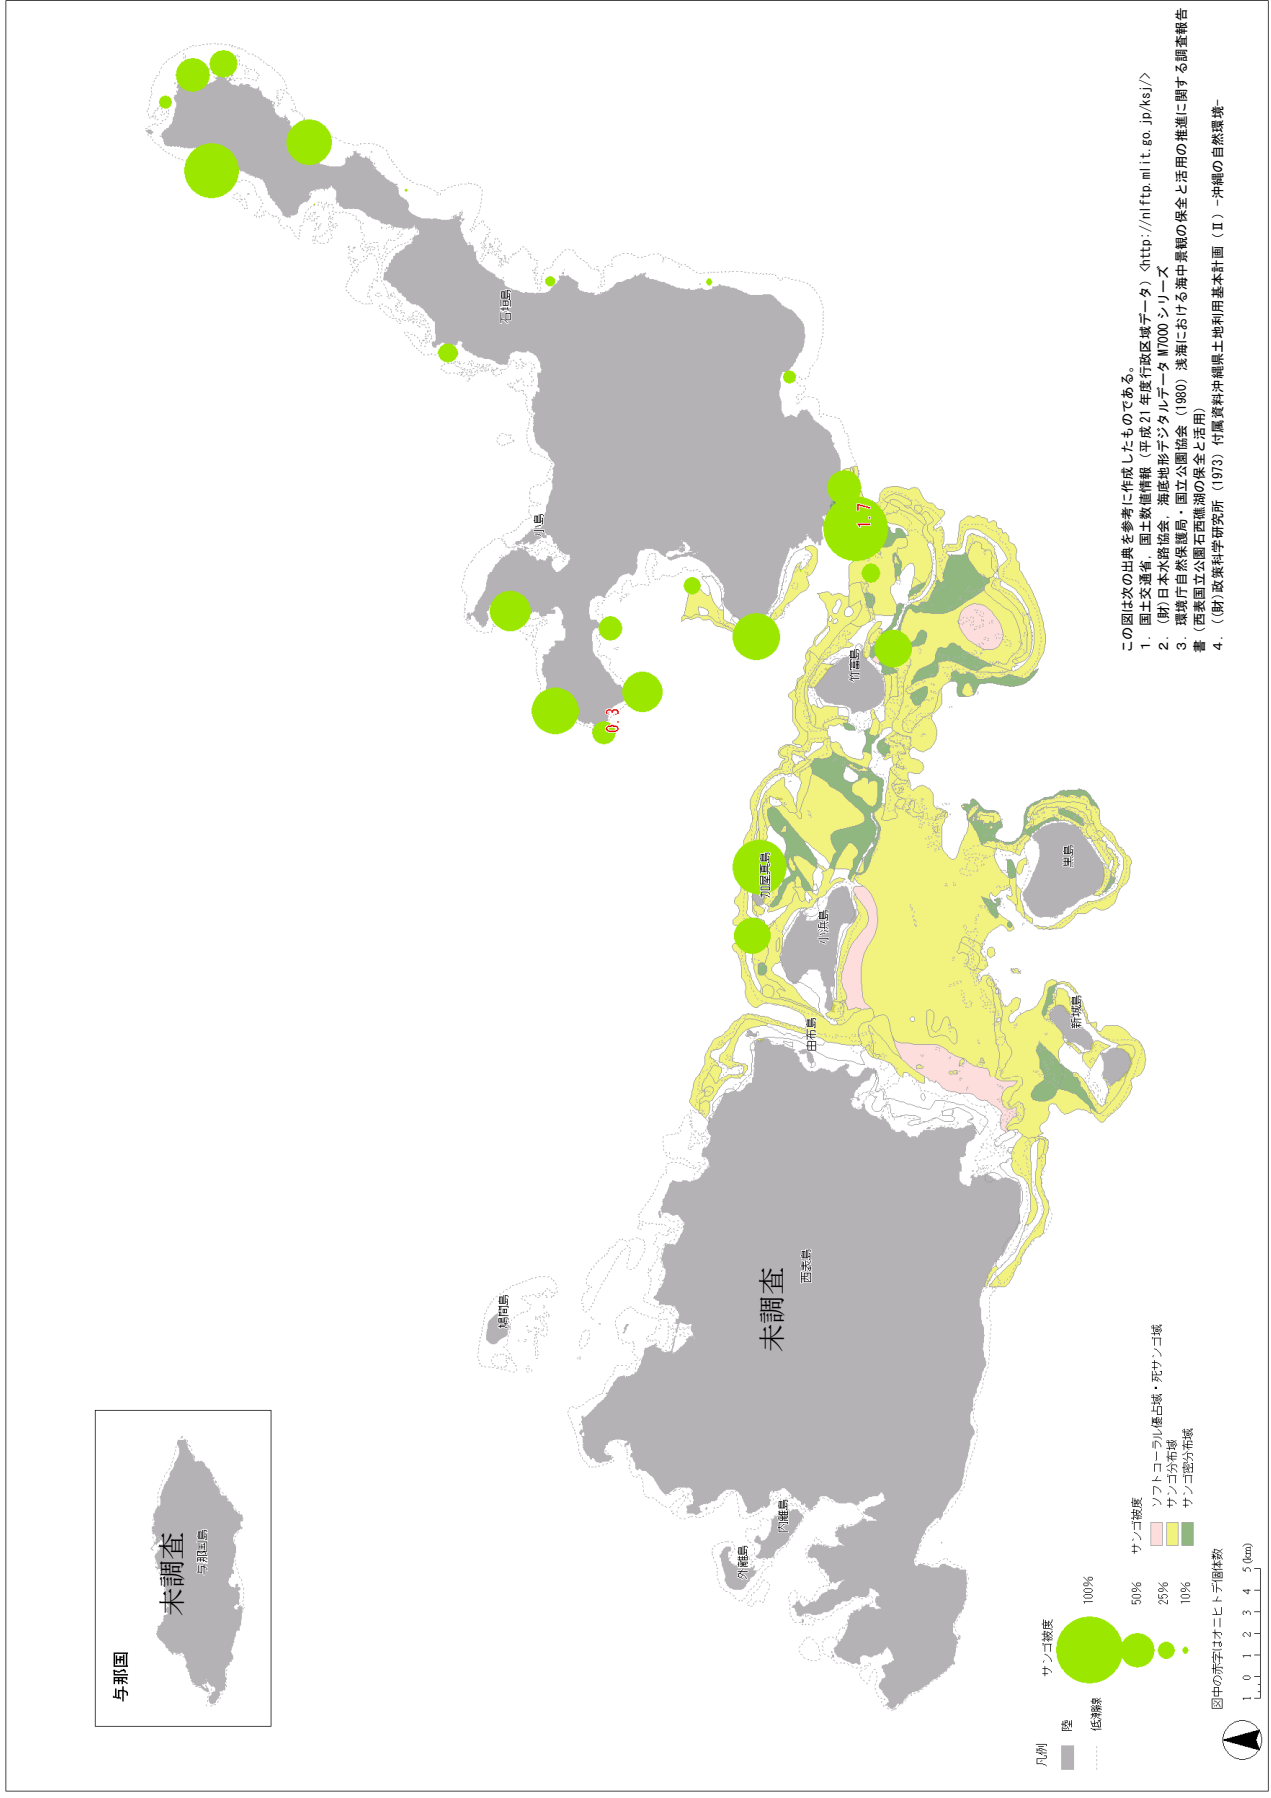 与那国
未調査
与那国島
鳩間島
外離島
内離島
未調査
西表島
由布島
新城島
小浜島
加屋真島
黒島
竹富島
0.3
1.7
小島
石垣島
凡例
陸
低潮線
サンゴ被度
100%
50%
25%
10%
サンゴ被度
ソフトコーラル優占域・死サンゴ域
サンゴ分布域
サンゴ密分布域
図中の赤字はオニヒトデ個体数
1 0 1 2 3 4 5(km)
この図は次の出典を参考に作成したものである。
1. 国土交通省, 国土数値情報（平成21年度行政区域データ）<http://nlftp.mlit.go.jp/ksj/>
2. (財)日本水路協会, 海底地形デジタルデータ M7000シリーズ
3. 環境庁自然保護局・国立公園協会（1980）浅海における海中景観の保全と活用の推進に関する調査報告
書（西表国立公園石西礁湖の保全と活用）
4. ((財)政策科学研究所（1973）付属資料沖縄県土地利用基本計画（Ⅱ）-沖縄の自然環境-